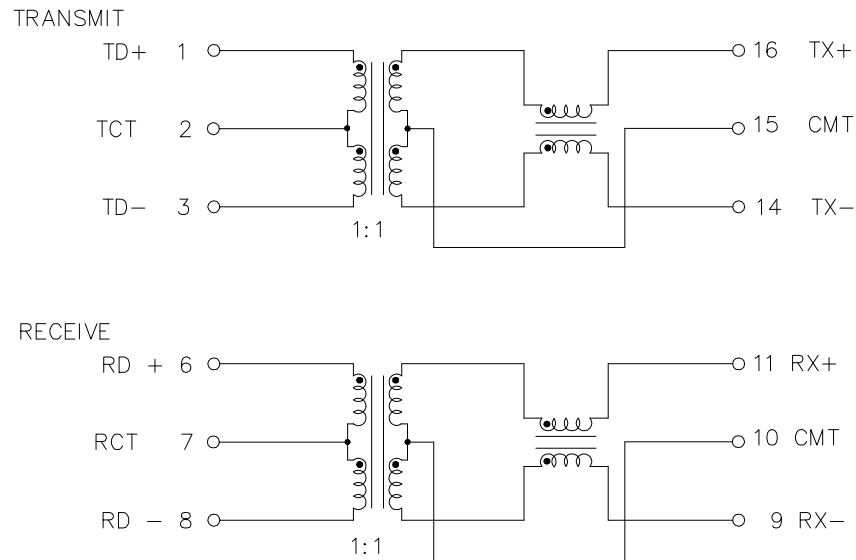 TRANSMIT
TD+ 1 16 TX+
TCT 2 15 CMT
TD- 3 14 TX-
1:1
RECEIVE
RD + 6 11 RX+
RCT 7 10 CMT
RD - 8 9 RX-
1:1